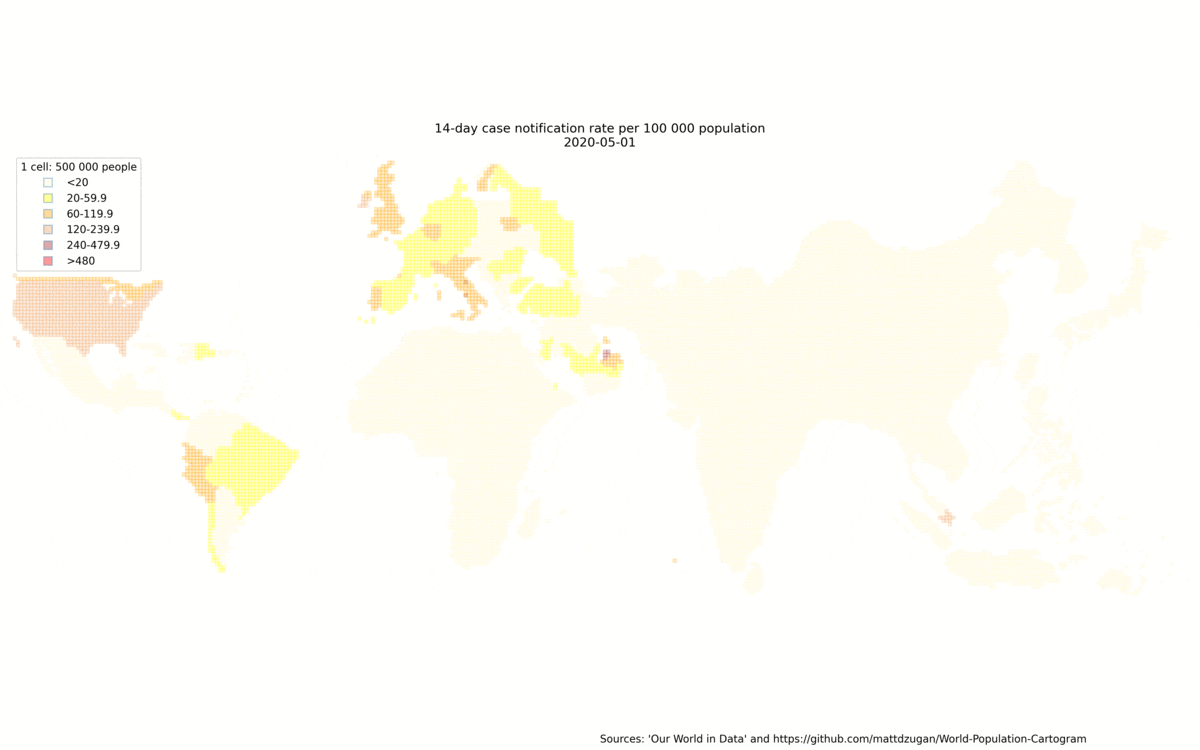 14-day case notification rate per 100 000 population
2020-05-01
1 cell: 500 000 people
<20
20-59.9
60-119.9
120-239.9
240-479.9
>480
Sources: 'Our World in Data' and https://github.com/mattdzugan/World-Population-Cartogram